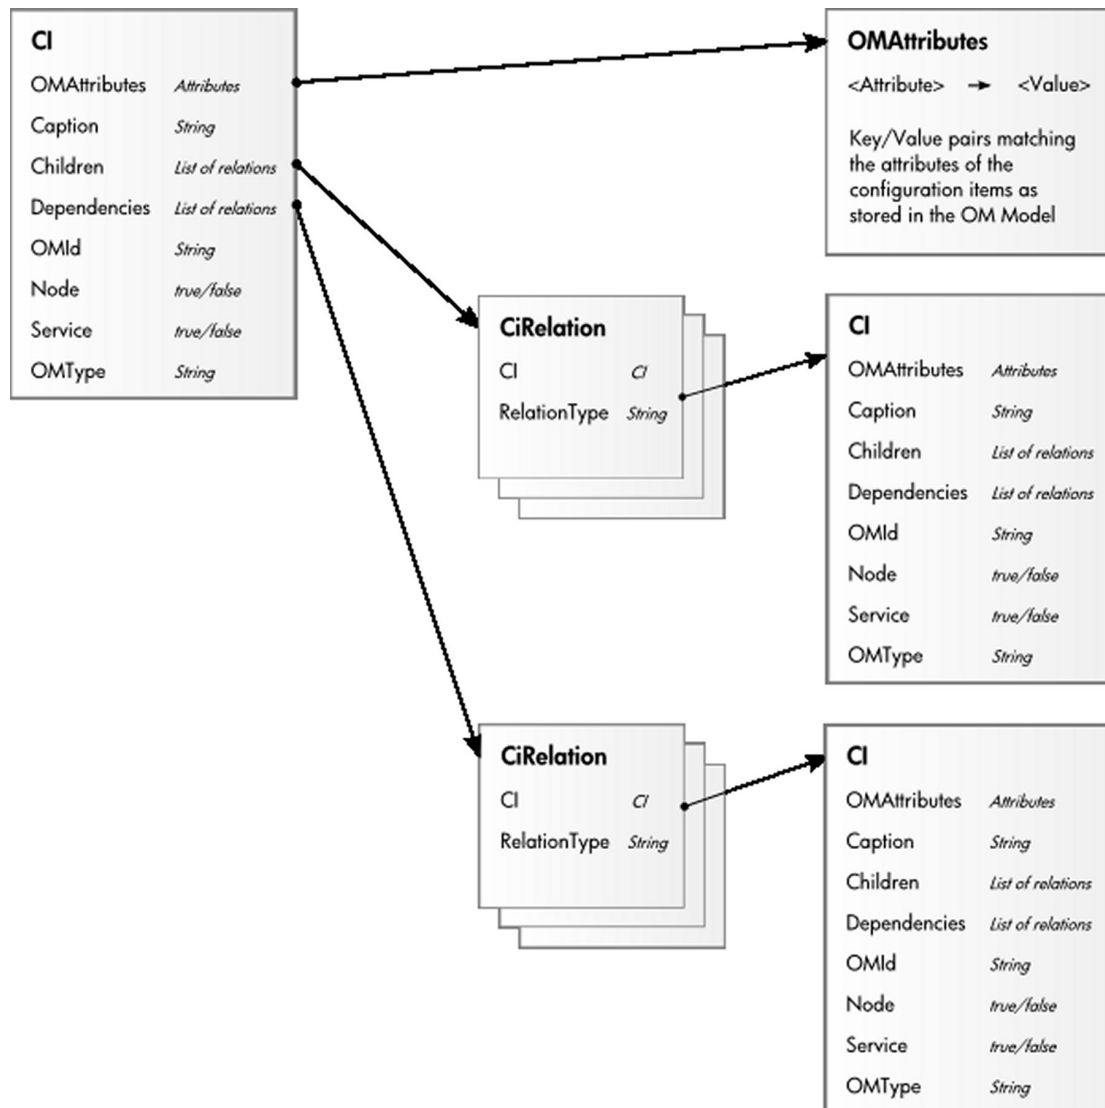 CI
OMAttributes Attributes
Caption String
Children List of relations
Dependencies List of relations
OMId String
Node true/false
Service true/false
OMType String
OMAttributes
<Attribute> → <Value>
Key/Value pairs matching
the attributes of the
configuration items as
stored in the OM Model
CiRelation
CI CI
RelationType String
CI
OMAttributes Attributes
Caption String
Children List of relations
Dependencies List of relations
OMId String
Node true/false
Service true/false
OMType String
CiRelation
CI CI
RelationType String
CI
OMAttributes Attributes
Caption String
Children List of relations
Dependencies List of relations
OMId String
Node true/false
Service true/false
OMType String